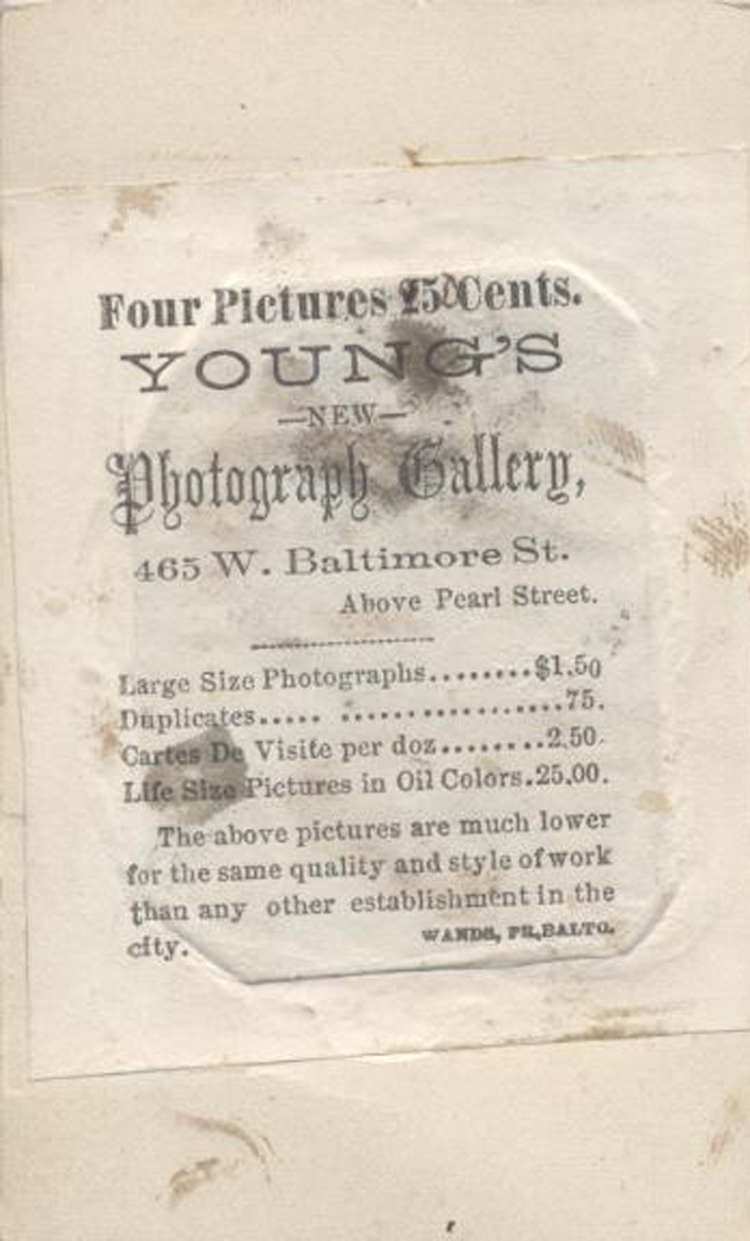 Four Pictures 25 Cents.
YOUNG'S
—NEW—
Photograph Gallery,
465 W. Baltimore St.
Above Pearl Street.
Large Size Photographs........$1.50
Duplicates..... ..................75.
Cartes De Visite per doz........2.50.
Life Size Pictures in Oil Colors.25.00.
The above pictures are much lower
for the same quality and style of work
than any other establishment in the
city. WANDS, PR, BALTO.